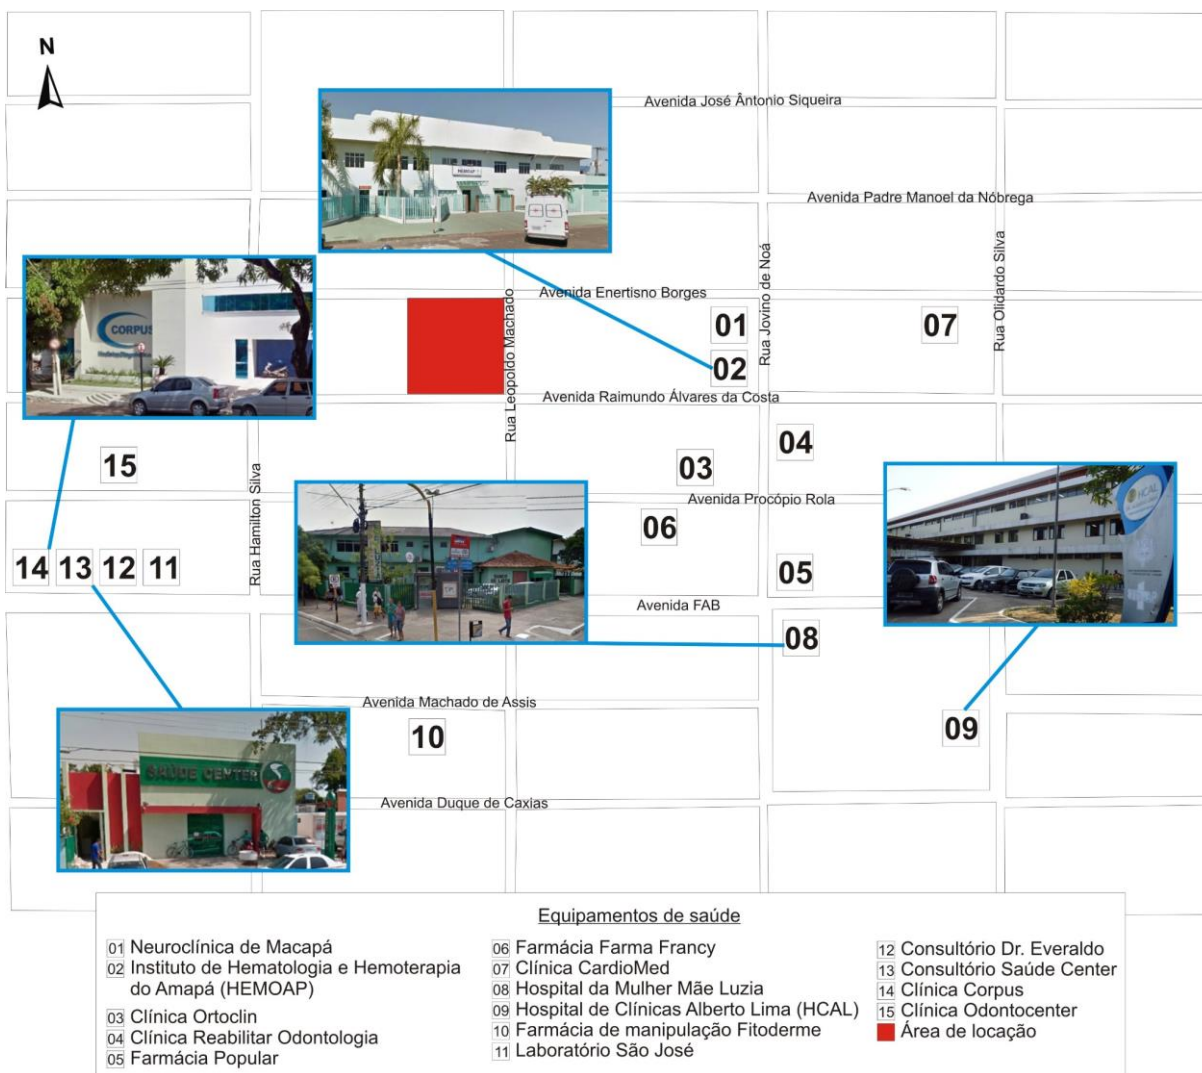 N
Avenida José Ântonio Siqueira
HEMOAP
Avenida Padre Manoel da Nóbrega
Rua Olidardo Silva
Rua Jovino de Noá
Rua Leopoldo Machado
Avenida Enertisno Borges
CORPUS
01
07
02
Avenida Raimundo Álvares da Costa
04
15
03
Rua Hamilton Silva
HCAL
Avenida Procópio Rola
06
14 13 12 11
05
Avenida FAB
08
Avenida Machado de Assis
10
09
SAÚDE CENTER
Avenida Duque de Caxias
Equipamentos de saúde
01 Neuroclínica de Macapá
02 Instituto de Hematologia e Hemoterapia
do Amapá (HEMOAP)
03 Clínica Ortoclin
04 Clínica Reabilitar Odontologia
05 Farmácia Popular
06 Farmácia Farma Francy
07 Clínica CardioMed
08 Hospital da Mulher Mãe Luzia
09 Hospital de Clínicas Alberto Lima (HCAL)
10 Farmácia de manipulação Fitoderme
11 Laboratório São José
12 Consultório Dr. Everaldo
13 Consultório Saúde Center
14 Clínica Corpus
15 Clínica Odontocenter
Área de locação